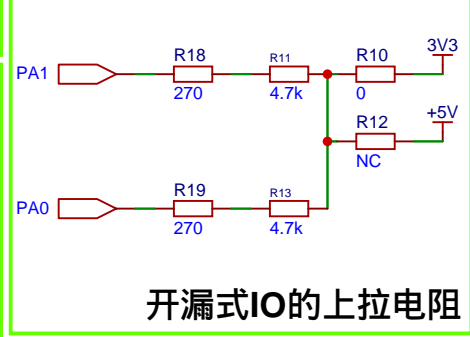 3V3
R18 R11 R10
PA1
270 4.7k 0
+5V
R12
NC
R19 R13
PA0
270 4.7k
开漏式IO的上拉电阻